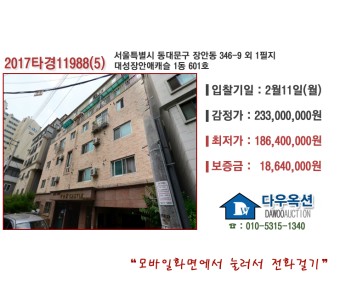 2017타경11988(5)
서울특별시 동대문구 장안동 346-9 외 1필지
대성장안애캐슬 1동 601호
입찰기일 : 2월11일(월)
감정가 : 233,000,000원
최저가 : 186,400,000원
보증금 : 18,640,000원
다우옥션
DAWOOAUCTION
☎ : 010-5315-1340
"모바일화면에서 눌러서 전화걸기"